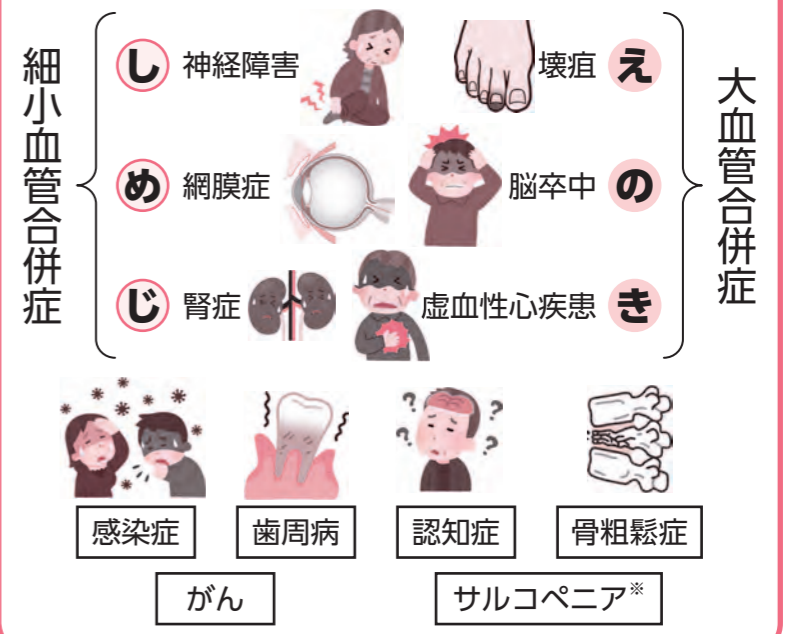 細小血管合併症
し 神経障害
め 網膜症
じ 腎症
壊疽 え
脳卒中 の
虚血性心疾患 き
大血管合併症
? ? ? ?
感染症
歯周病
認知症
骨粗鬆症
がん
サルコペニア※